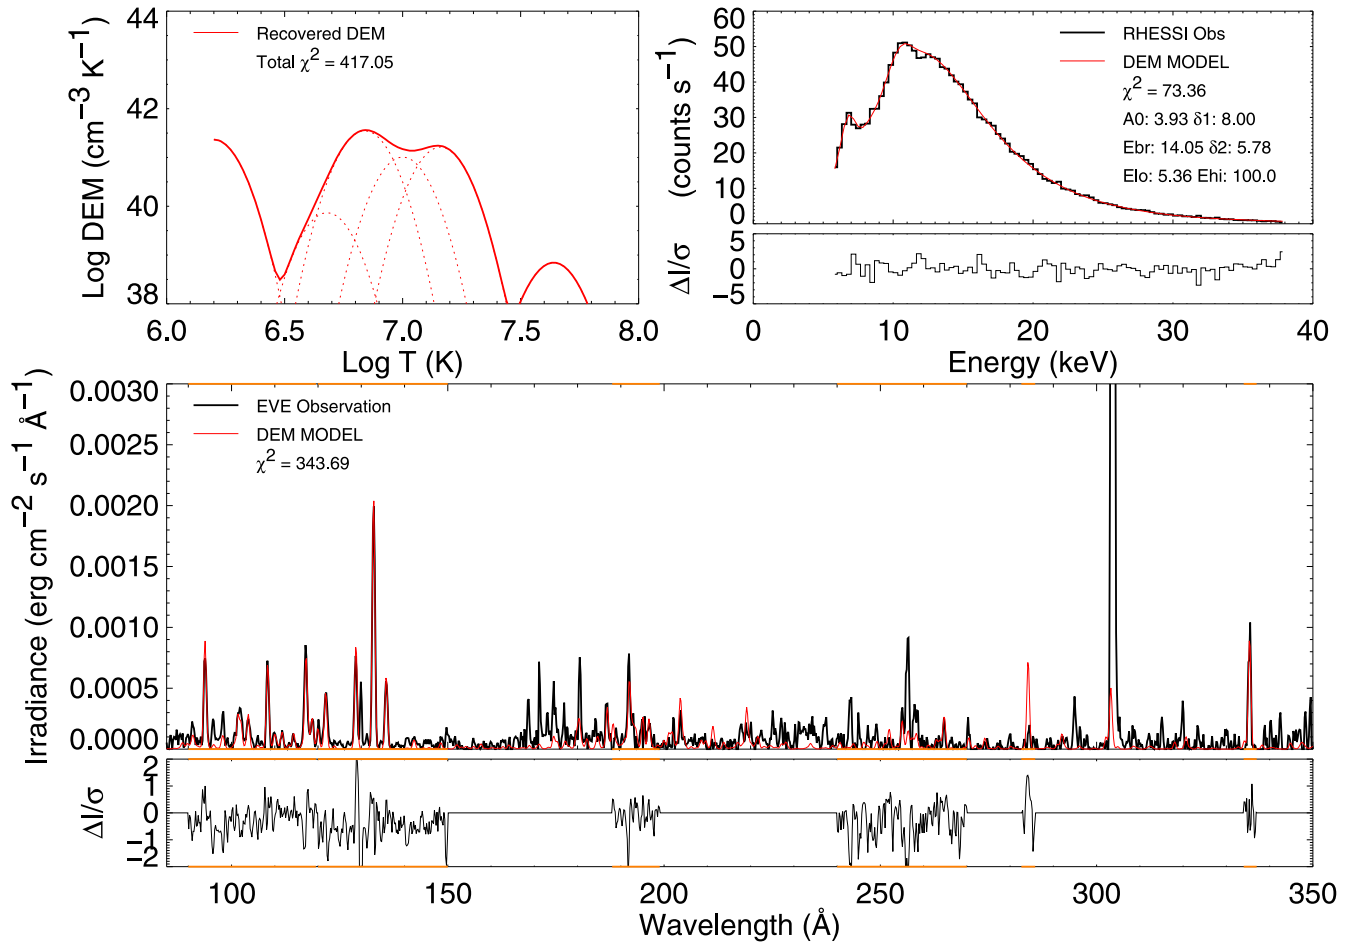 44
43
42
41
40
39
38
Log DEM (cm⁻³ K⁻¹)
Recovered DEM
Total χ² = 417.05
6.0 6.5 7.0 7.5 8.0
Log T (K)
60
50
40
30
20
10
0
(counts s⁻¹)
RHESSI Obs
DEM MODEL
χ² = 73.36
A0: 3.93 δ1: 8.00
Ebr: 14.05 δ2: 5.78
Elo: 5.36 Ehi: 100.0
5
0
−5
ΔI/σ
0 10 20 30 40
Energy (keV)
0.0030
0.0025
0.0020
0.0015
0.0010
0.0005
0.0000
Irradiance (erg cm⁻² s⁻¹ Å⁻¹)
EVE Observation
DEM MODEL
χ² = 343.69
2
1
0
−1
−2
ΔI/σ
100 150 200 250 300 350
Wavelength (Å)